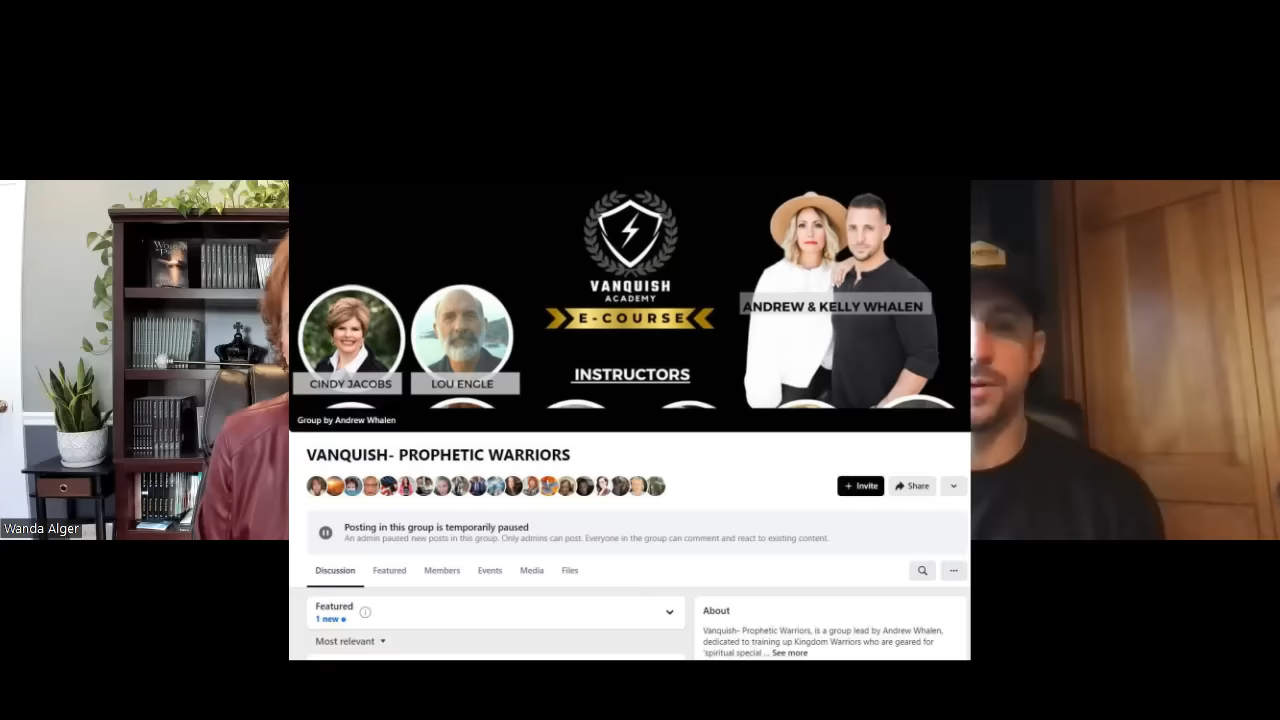 VANQUISH
ACADEMY
E-COURSE
ANDREW & KELLY WHALEN
INSTRUCTORS
CINDY JACOBS
LOU ENGLE
Group by Andrew Whalen
VANQUISH- PROPHETIC WARRIORS
+ Invite
Share
Posting in this group is temporarily paused
An admin paused new posts in this group. Only admins can post. Everyone in the group can comment and react to existing content.
Discussion Featured Members Events Media Files
Featured
1 new
Most relevant
About
Vanquish- Prophetic Warriors, is a group lead by Andrew Whalen,
dedicated to training up Kingdom Warriors who are geared for
'spiritual special ... See more
Wanda Alger